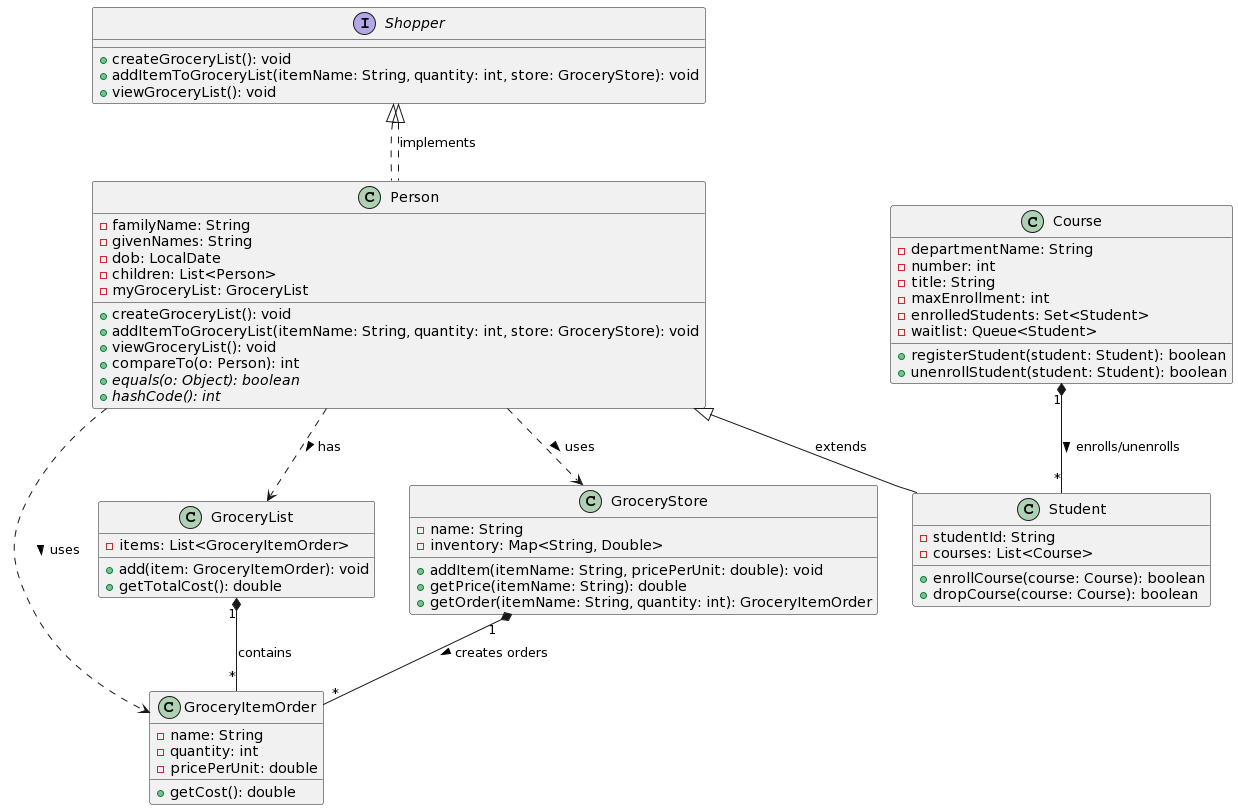 I Shopper
createGroceryList(): void
addItemToGroceryList(itemName: String, quantity: int, store: GroceryStore): void
viewGroceryList(): void
implements
C Person
familyName: String
givenNames: String
dob: LocalDate
children: List<Person>
myGroceryList: GroceryList
createGroceryList(): void
addItemToGroceryList(itemName: String, quantity: int, store: GroceryStore): void
viewGroceryList(): void
compareTo(o: Person): int
equals(o: Object): boolean
hashCode(): int
C Course
departmentName: String
number: int
title: String
maxEnrollment: int
enrolledStudents: Set<Student>
waitlist: Queue<Student>
registerStudent(student: Student): boolean
unenrollStudent(student: Student): boolean
1
has
uses
extends
enrolls/unenrolls
*
uses
C GroceryList
items: List<GroceryItemOrder>
add(item: GroceryItemOrder): void
getTotalCost(): double
C GroceryStore
name: String
inventory: Map<String, Double>
addItem(itemName: String, pricePerUnit: double): void
getPrice(itemName: String): double
getOrder(itemName: String, quantity: int): GroceryItemOrder
C Student
studentId: String
courses: List<Course>
enrollCourse(course: Course): boolean
dropCourse(course: Course): boolean
1
1
contains
creates orders
*
*
C GroceryItemOrder
name: String
quantity: int
pricePerUnit: double
getCost(): double